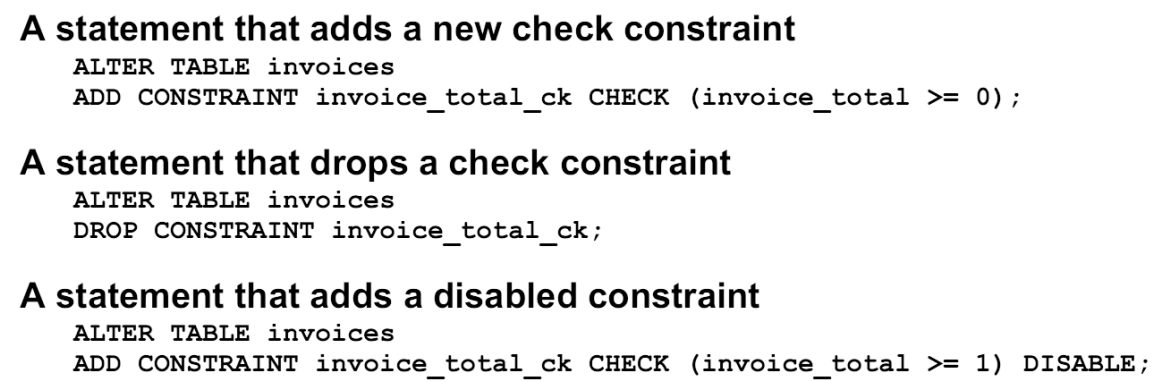 A statement that adds a new check constraint
ALTER TABLE invoices
ADD CONSTRAINT invoice_total_ck CHECK (invoice_total >= 0);
A statement that drops a check constraint
ALTER TABLE invoices
DROP CONSTRAINT invoice_total_ck;
A statement that adds a disabled constraint
ALTER TABLE invoices
ADD CONSTRAINT invoice_total_ck CHECK (invoice_total >= 1) DISABLE;